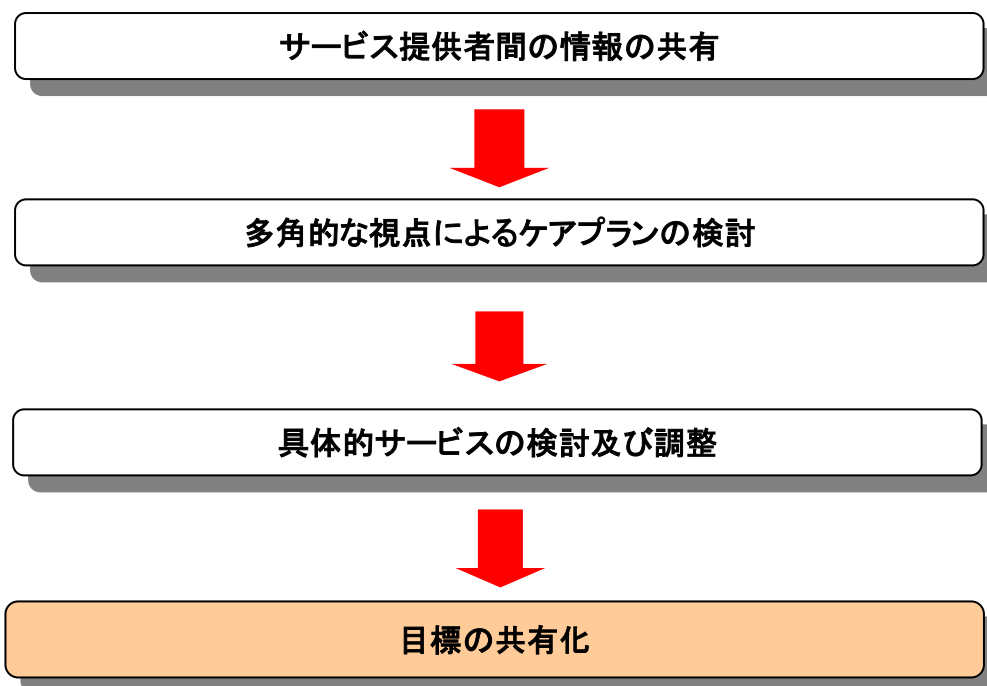 サービス提供者間の情報の共有
多角的な視点によるケアプランの検討
具体的サービスの検討及び調整
目標の共有化